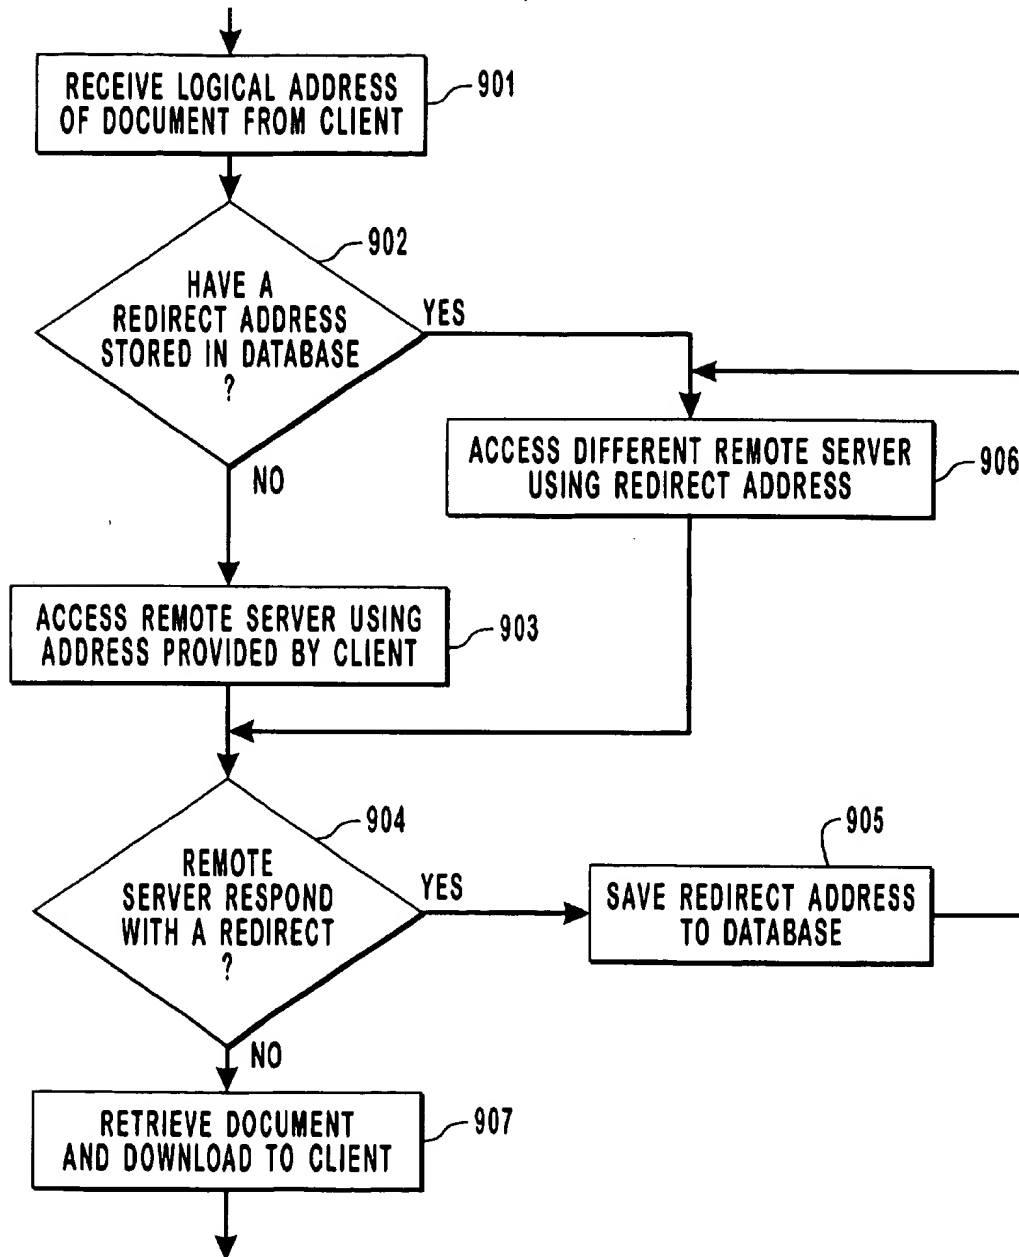 RECEIVE LOGICAL ADDRESS
OF DOCUMENT FROM CLIENT
901
902
HAVE A
REDIRECT ADDRESS
STORED IN DATABASE
?
YES
NO
ACCESS DIFFERENT REMOTE SERVER
USING REDIRECT ADDRESS
906
ACCESS REMOTE SERVER USING
ADDRESS PROVIDED BY CLIENT
903
904
REMOTE
SERVER RESPOND
WITH A REDIRECT
?
YES
NO
905
SAVE REDIRECT ADDRESS
TO DATABASE
RETRIEVE DOCUMENT
AND DOWNLOAD TO CLIENT
907